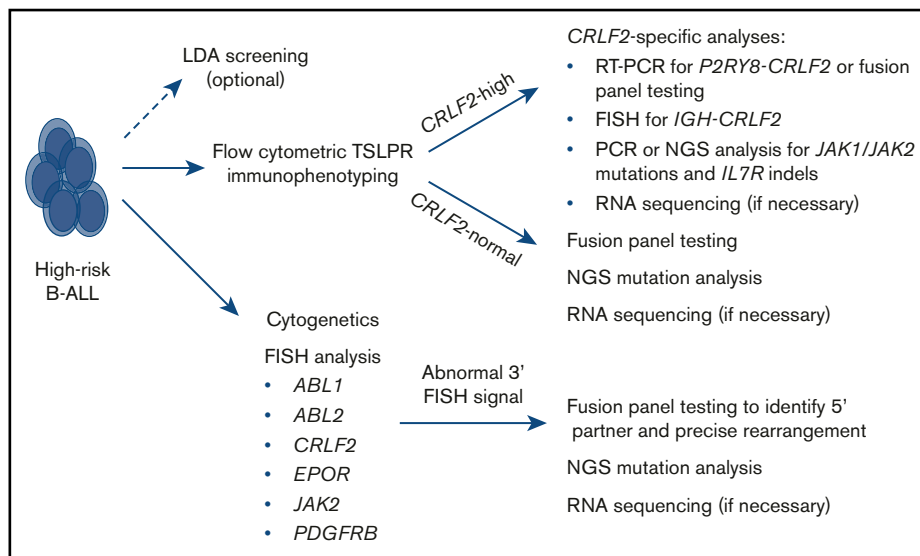 LDA screening
(optional)
High-risk
B-ALL
Flow cytometric TSLPR
immunophenotyping
CRLF2-high
CRLF2-normal
CRLF2-specific analyses:
• RT-PCR for P2RY8-CRLF2 or fusion
panel testing
• FISH for IGH-CRLF2
• PCR or NGS analysis for JAK1/JAK2
mutations and IL7R indels
• RNA sequencing (if necessary)
Fusion panel testing
NGS mutation analysis
RNA sequencing (if necessary)
Cytogenetics
FISH analysis
• ABL1
• ABL2
• CRLF2
• EPOR
• JAK2
• PDGFRB
Abnormal 3’
FISH signal
Fusion panel testing to identify 5’
partner and precise rearrangement
NGS mutation analysis
RNA sequencing (if necessary)